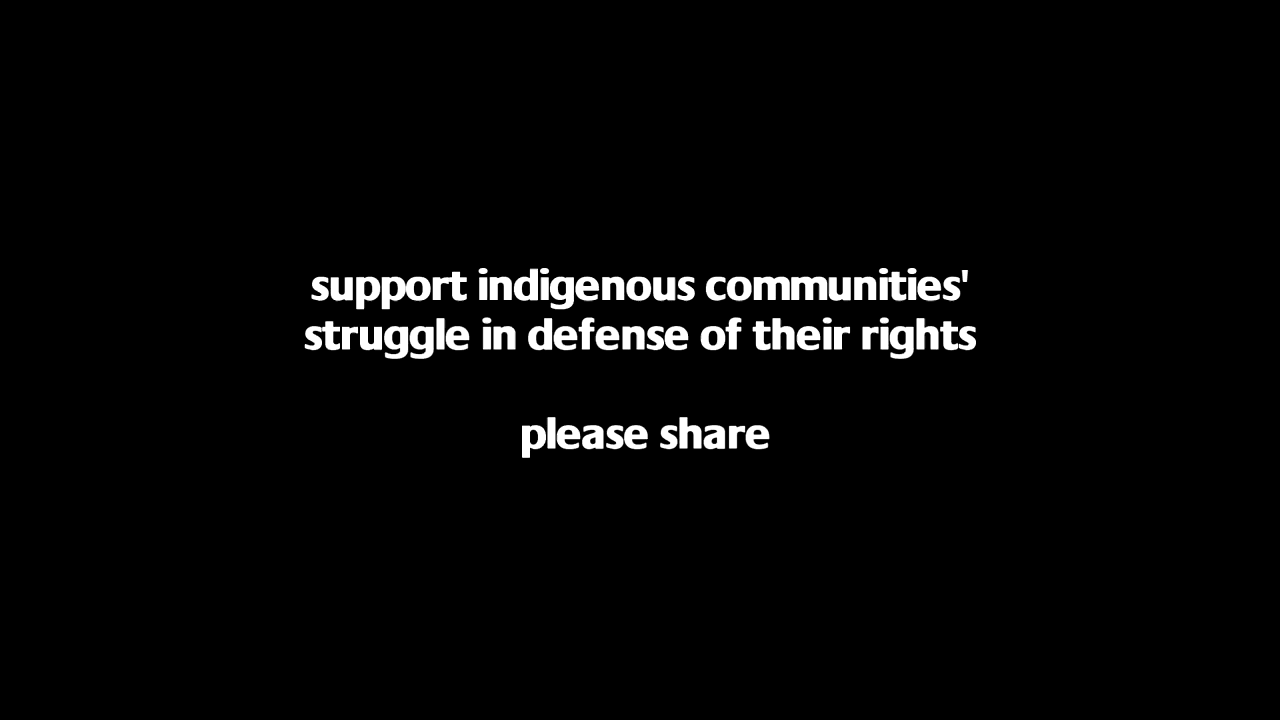 support indigenous communities'
struggle in defense of their rights
please share